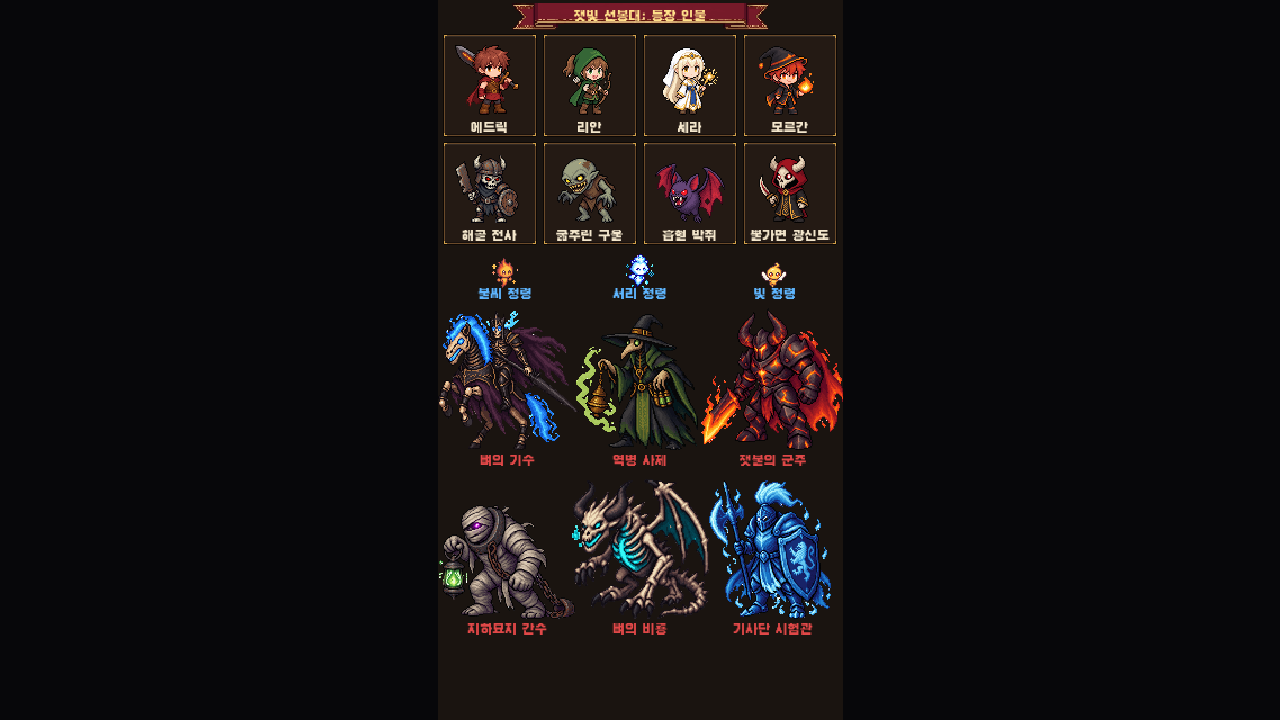 잿빛 선봉대: 등장 인물
에드릭
리안
세라
모르간
해골 전사
굶주린 구울
흡혈 박쥐
붉가면 광신도
불씨 정령
서리 정령
빛 정령
뼈의 기수
역병 사제
잿불의 군주
지하묘지 간수
뼈의 비룡
기사단 시험관